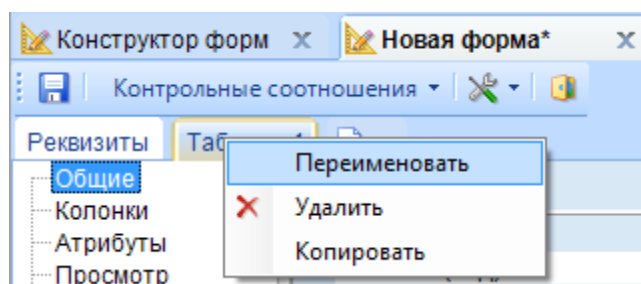 Конструктор форм x Новая форма* x
Контрольные соотношения
Реквизиты
Переименовать
Общие
Колонки
Удалить
Атрибуты
Копировать
Просмотр